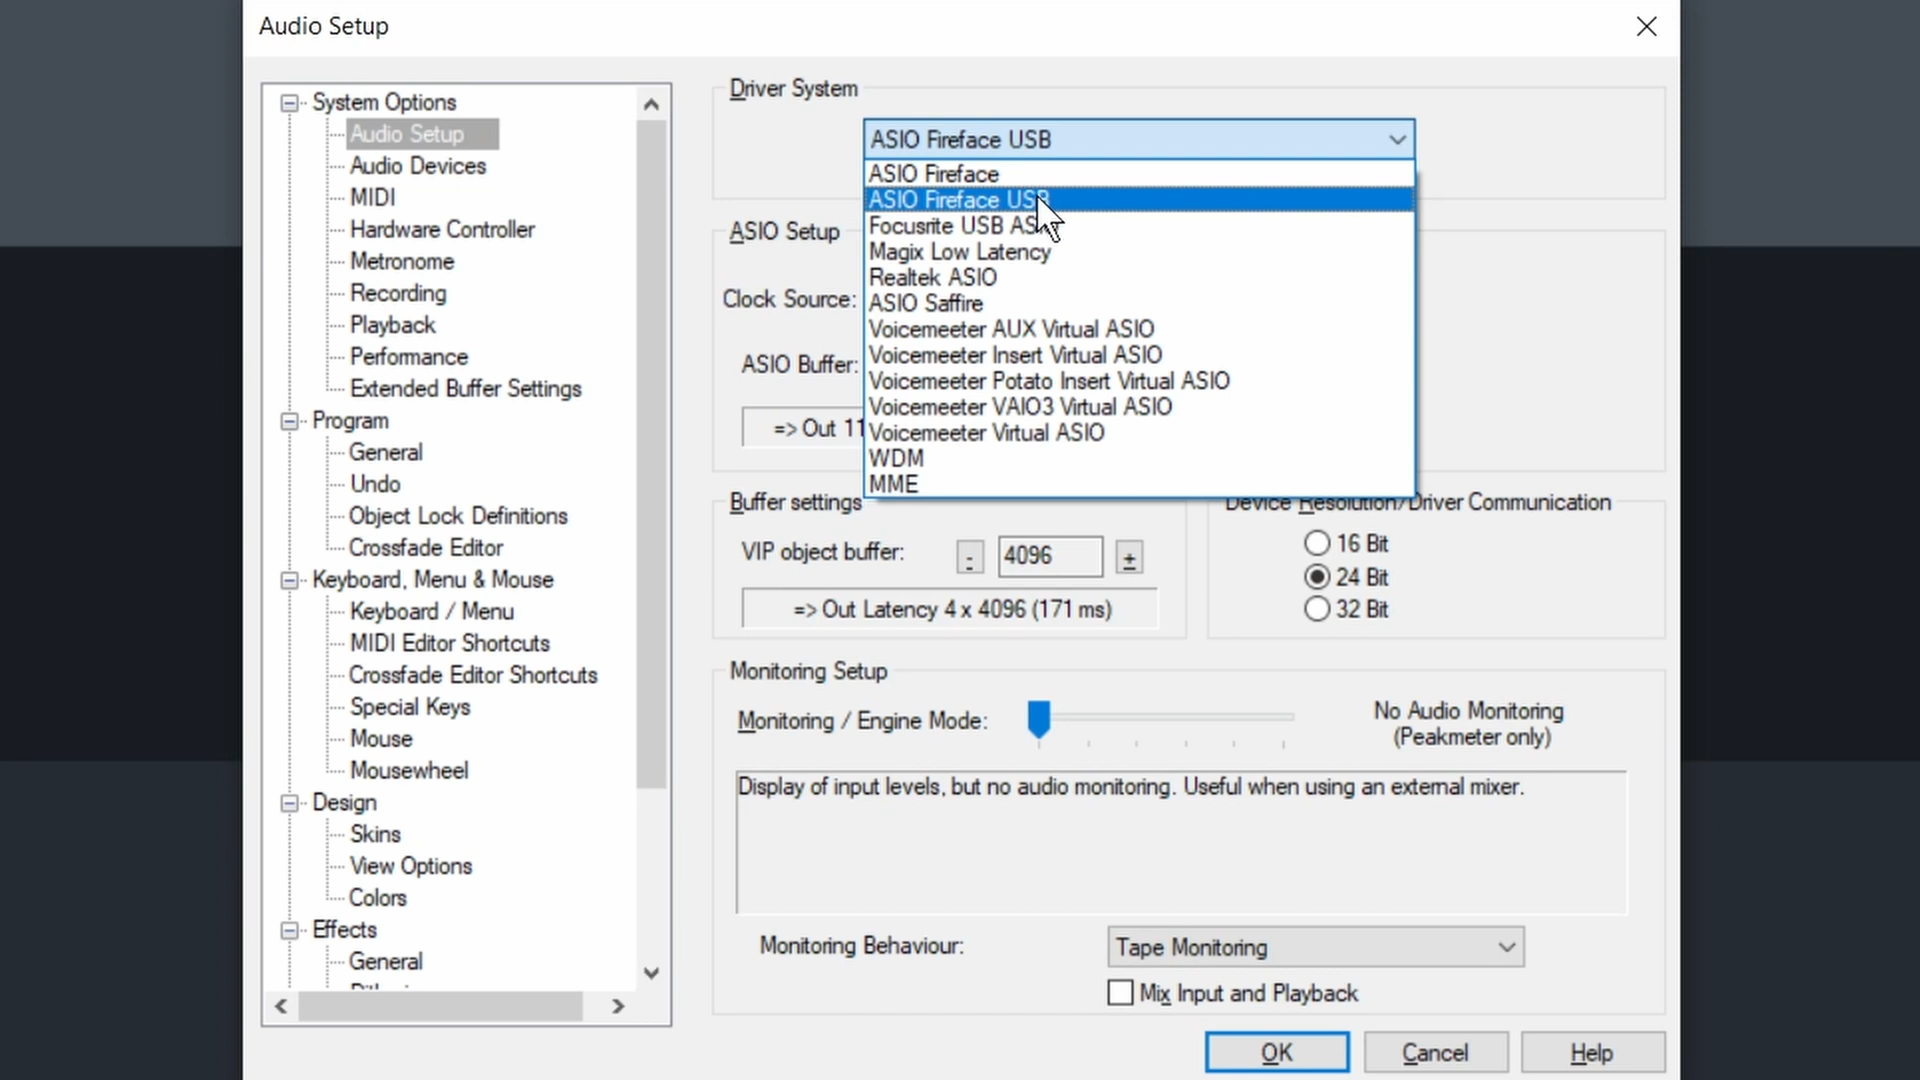 Audio Setup
System Options
Audio Setup
Audio Devices
MIDI
Hardware Controller
Metronome
Recording
Playback
Performance
Extended Buffer Settings
Program
General
Undo
Object Lock Definitions
Crossfade Editor
Keyboard, Menu & Mouse
Keyboard / Menu
MIDI Editor Shortcuts
Crossfade Editor Shortcuts
Special Keys
Mouse
Mousewheel
Design
Skins
View Options
Colors
Effects
General
Driver System
ASIO Fireface USB
ASIO Fireface
ASIO Fireface USB
Focusrite USB
Magix Low Latency
Realtek ASIO
ASIO Saffire
Voicemeeter AUX Virtual ASIO
Voicemeeter Insert Virtual ASIO
Voicemeeter Potato Insert Virtual ASIO
Voicemeeter VAIO3 Virtual ASIO
Voicemeeter Virtual ASIO
WDM
MME
ASIO Setup
Clock Source:
ASIO Buffer:
=> Out 11
Buffer settings
VIP object buffer:
- 4096 +
=> Out Latency 4 x 4096 (171 ms)
Device Resolution/Driver Communication
16 Bit
24 Bit
32 Bit
Monitoring Setup
Monitoring / Engine Mode:
No Audio Monitoring
(Peakmeter only)
Display of input levels, but no audio monitoring. Useful when using an external mixer.
Monitoring Behaviour:
Tape Monitoring
Mix Input and Playback
OK
Cancel
Help